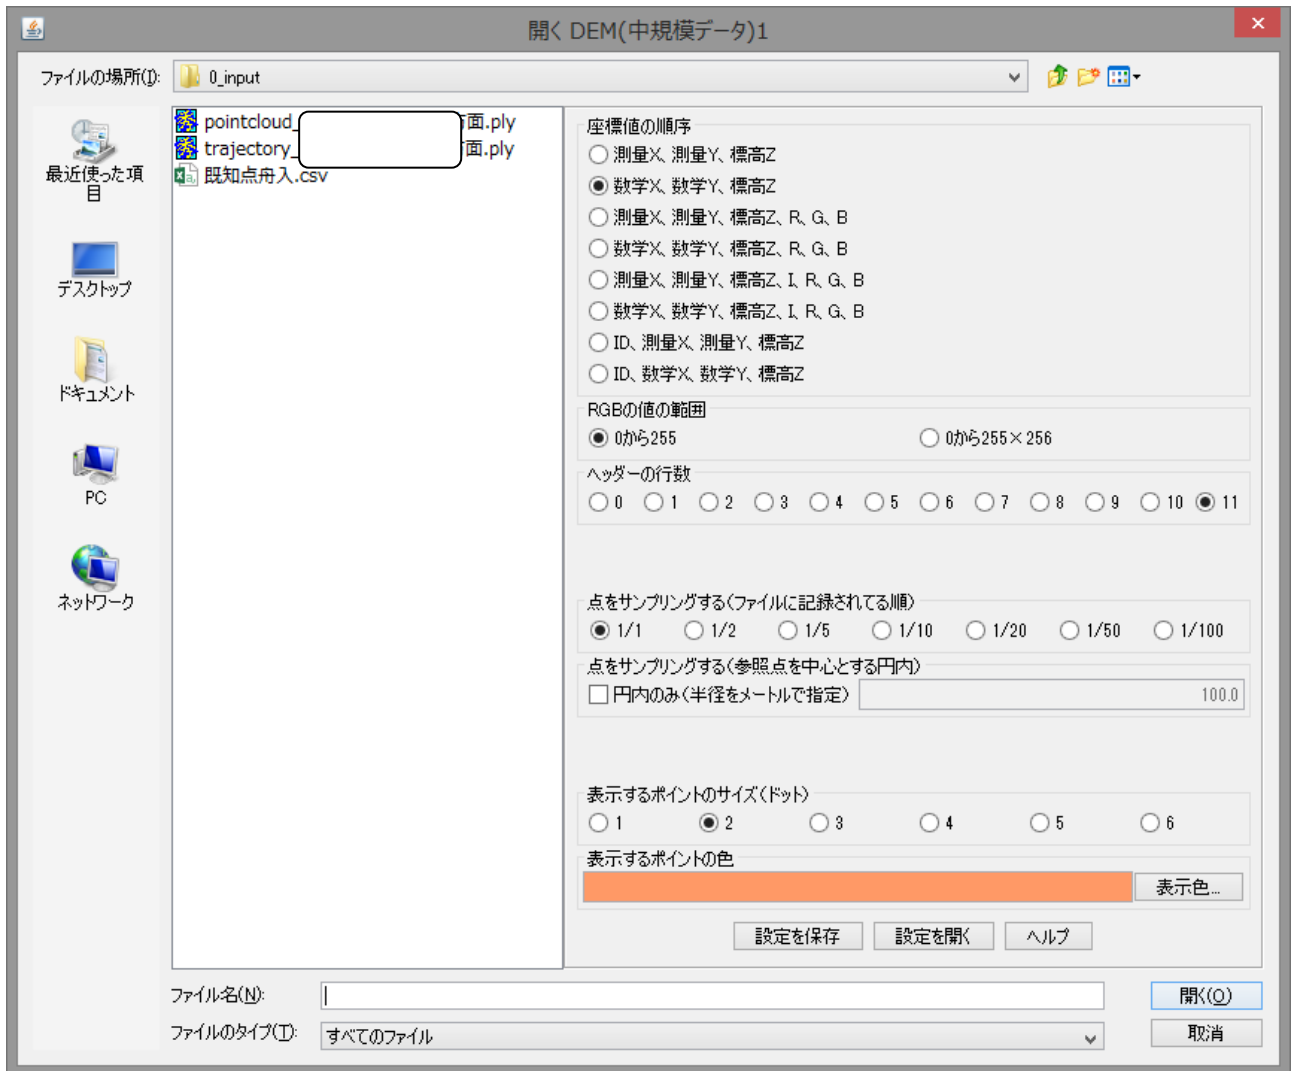 開く DEM(中規模データ)1
ファイルの場所(I):
0_input
最近使った項目
デスクトップ
ドキュメント
PC
ネットワーク
pointcloud_ 面.ply
trajectory_ 面.ply
既知点舟入.csv
座標値の順序
測量X、測量Y、標高Z
数学X、数学Y、標高Z
測量X、測量Y、標高Z、R、G、B
数学X、数学Y、標高Z、R、G、B
測量X、測量Y、標高Z、I、R、G、B
数学X、数学Y、標高Z、I、R、G、B
ID、測量X、測量Y、標高Z
ID、数学X、数学Y、標高Z
RGBの値の範囲
0から255 0から255×256
ヘッダーの行数
0 1 2 3 4 5 6 7 8 9 10 11
点をサンプリングする(ファイルに記録されてる順)
1/1 1/2 1/5 1/10 1/20 1/50 1/100
点をサンプリングする(参照点を中心とする円内)
円内のみ(半径をメートルで指定) 100.0
表示するポイントのサイズ(ドット)
1 2 3 4 5 6
表示するポイントの色
表示色...
設定を保存 設定を開く ヘルプ
ファイル名(N):
開く(O)
ファイルのタイプ(T): すべてのファイル
取消